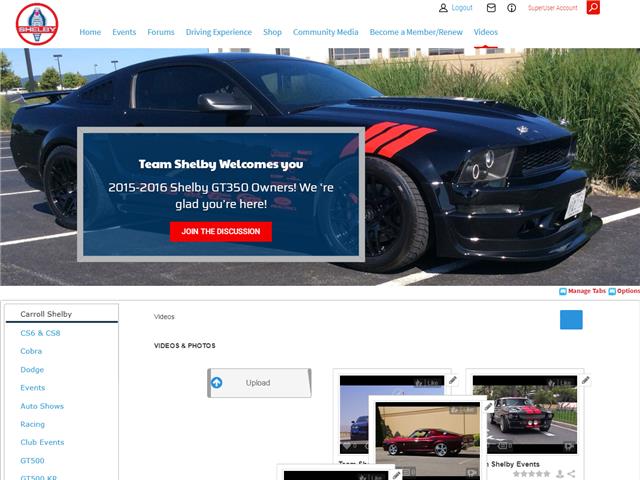 SHELBY
Logout
SuperUser Account
Home
Events
Forums
Driving Experience
Shop
Community Media
Become a Member/Renew
Videos
Team Shelby Welcomes you
2015-2016 Shelby GT350 Owners! We 're
glad you're here!
JOIN THE DISCUSSION
Manage Tabs
Options
Carroll Shelby
CS6 & CS8
Cobra
Dodge
Events
Auto Shows
Racing
Club Events
GT500
GT500 KR
Videos
VIDEOS & PHOTOS
Upload
Like
Like
Like
Team Sh
Shelby Events
Like